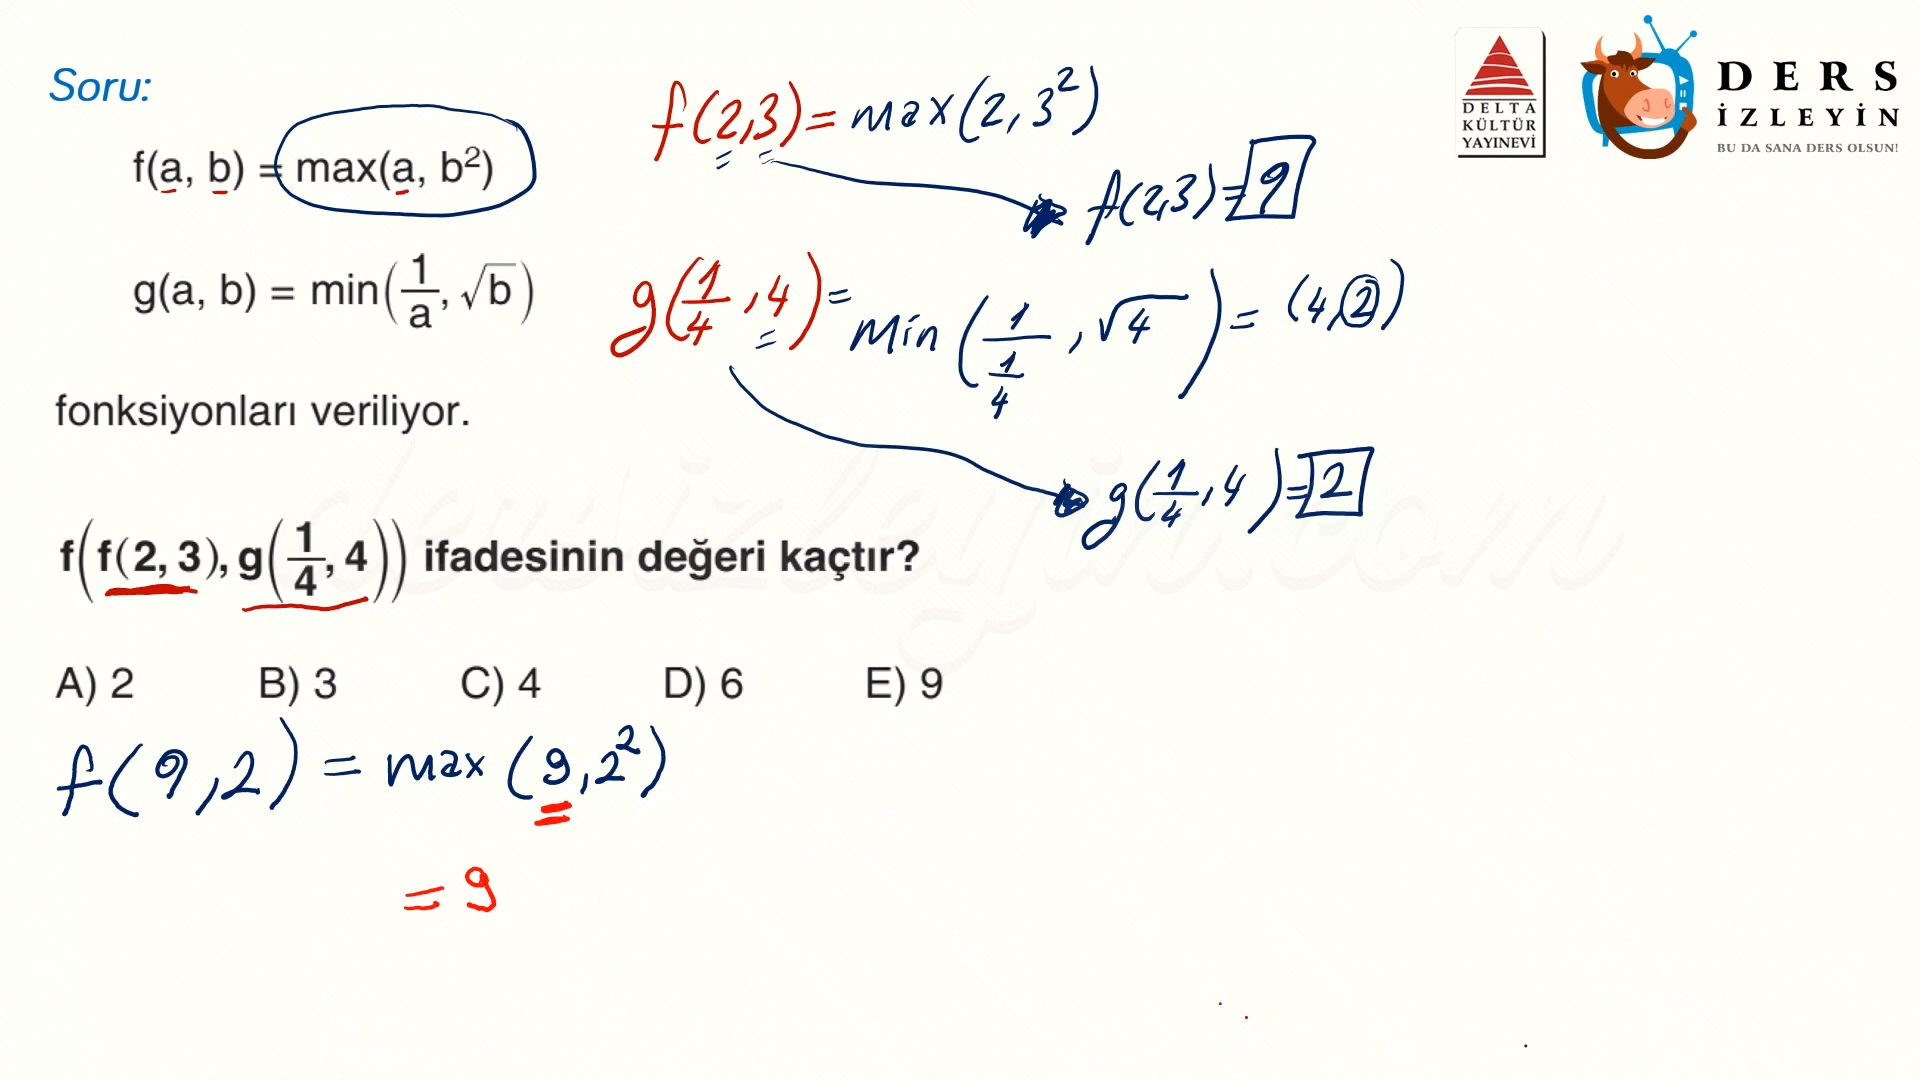 Soru:
f(a, b) = max(a, b²)
g(a, b) = min(1/a, √b)
fonksiyonları veriliyor.
f(f(2, 3), g(1/4, 4)) ifadesinin değeri kaçtır?
A) 2 B) 3 C) 4 D) 6 E) 9
f(9,2) = max(9,2²)
= 9
f(2,3) = max(2,3²)
f(2,3) = 9
g(1/4, 4) = min(1/(1/4), √4) = (4,2)
g(1/4, 4) = 2
DELTA
KÜLTÜR
YAYINEVİ
DERS
İZLEYİN
BU DA SANA DERS OLSUN!
dersizleyin.com